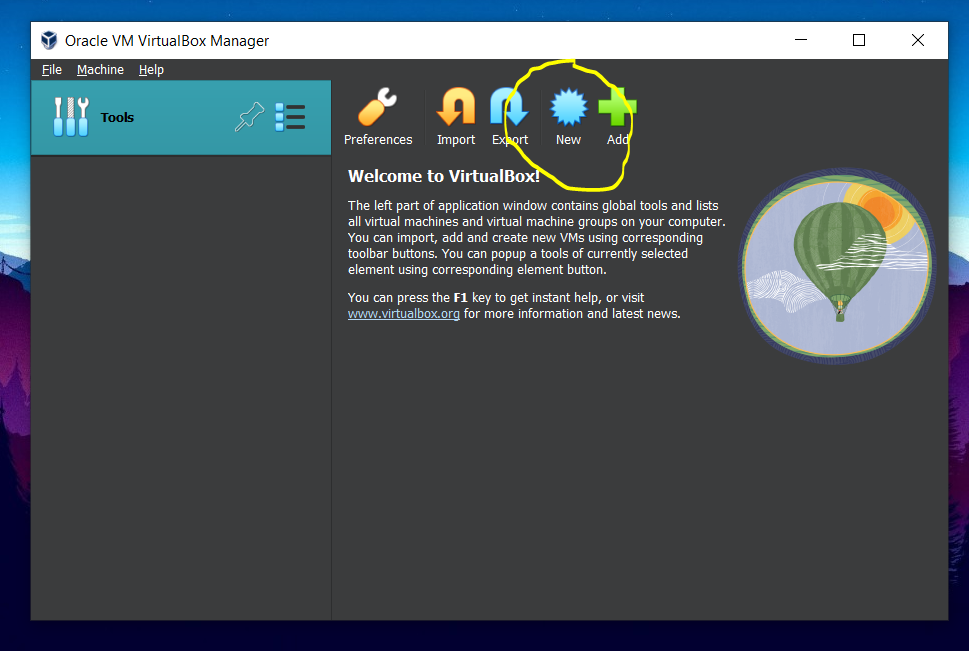 Oracle VM VirtualBox Manager
File Machine Help
Tools
Preferences Import Export New Add
Welcome to VirtualBox!
The left part of application window contains global tools and lists
all virtual machines and virtual machine groups on your computer.
You can import, add and create new VMs using corresponding
toolbar buttons. You can popup a tools of currently selected
element using corresponding element button.
You can press the F1 key to get instant help, or visit
www.virtualbox.org for more information and latest news.